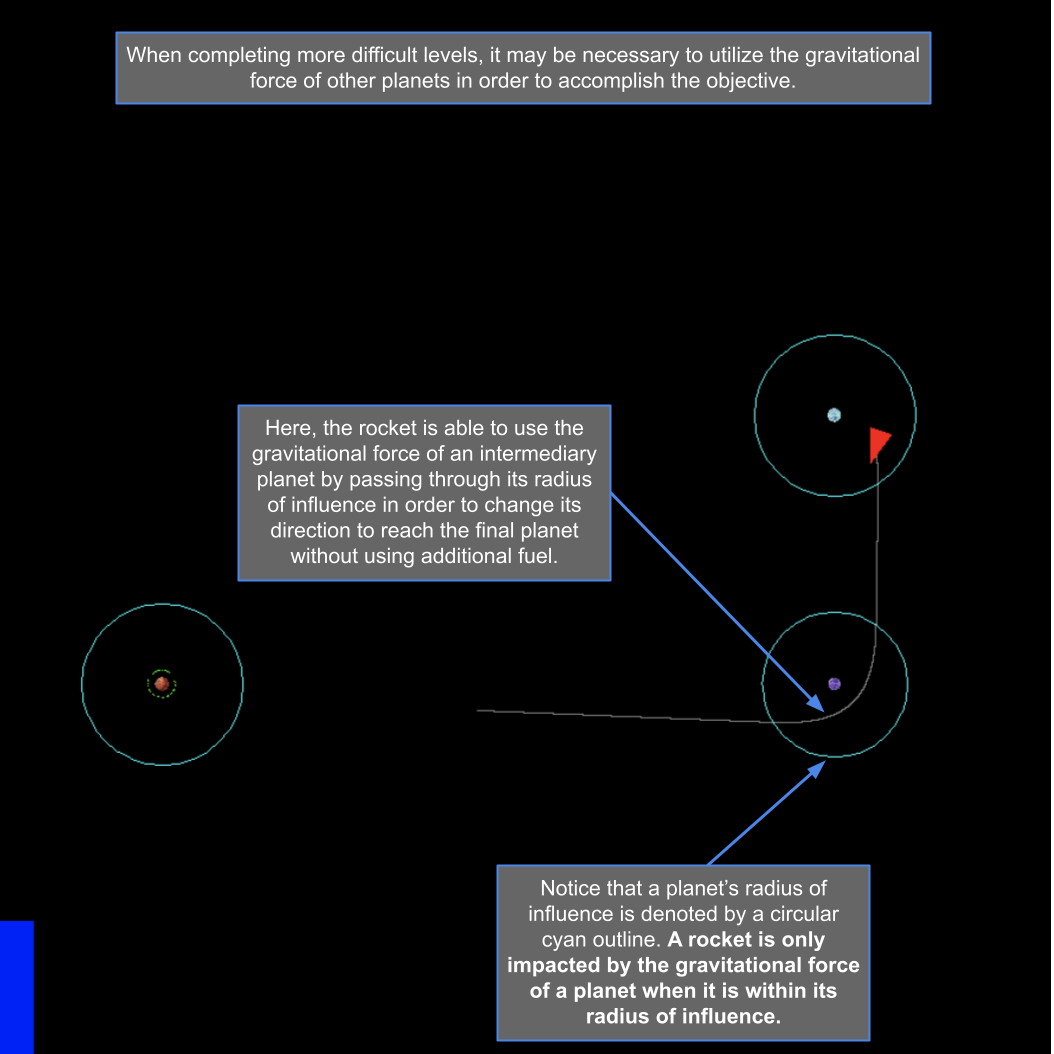 When completing more difficult levels, it may be necessary to utilize the gravitational
force of other planets in order to accomplish the objective.
Here, the rocket is able to use the
gravitational force of an intermediary
planet by passing through its radius
of influence in order to change its
direction to reach the final planet
without using additional fuel.
Notice that a planet’s radius of
influence is denoted by a circular
cyan outline. A rocket is only
impacted by the gravitational force
of a planet when it is within its
radius of influence.